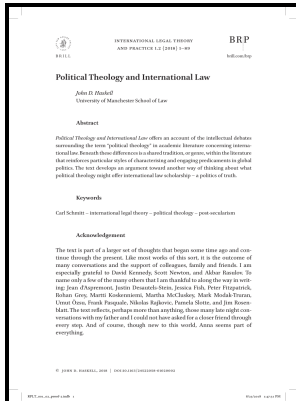 INTERNATIONAL LEGAL THEORY
AND PRACTICE 1.2 (2018) 1–89
BRP
BRILL
brill.com/brp
Political Theology and International Law
John D. Haskell
University of Manchester School of Law
Abstract
Political Theology and International Law offers an account of the intellectual debates
surrounding the term “political theology” in academic literature concerning interna-
tional law. Beneath these differences is a shared tradition, or genre, within the literature
that reinforces particular styles of characterising and engaging predicaments in global
politics. The text develops an argument toward another way of thinking about what
political theology might offer international law scholarship – a politics of truth.
Keywords
Carl Schmitt – international legal theory – political theology – post-secularism
Acknowledgement
The text is part of a larger set of thoughts that began some time ago and con-
tinue through the present. Like most works of this sort, it is the outcome of
many conversations and the support of colleagues, family and friends. I am
especially grateful to David Kennedy, Scott Newton, and Akbar Rasulov. To
name only a few of the many others that I am thankful to along the way in writ-
ing: Jean d'Aspremont, Justin Desautels-Stein, Jessica Fish, Peter Fitzpatrick,
Rohan Grey, Martti Koskenniemi, Martha McCluskey, Mark Modak-Truran,
Umut Özsu, Frank Pasquale, Nikolas Rajkovic, Pamela Slotte, and Jim Rosen-
blatt. The text reflects, perhaps more than anything, those many late night con-
versations with my father and I could not have asked for a closer friend through
every step. And of course, though new to this world, Anna seems part of
everything.
© JOHN D. HASKELL, 2018